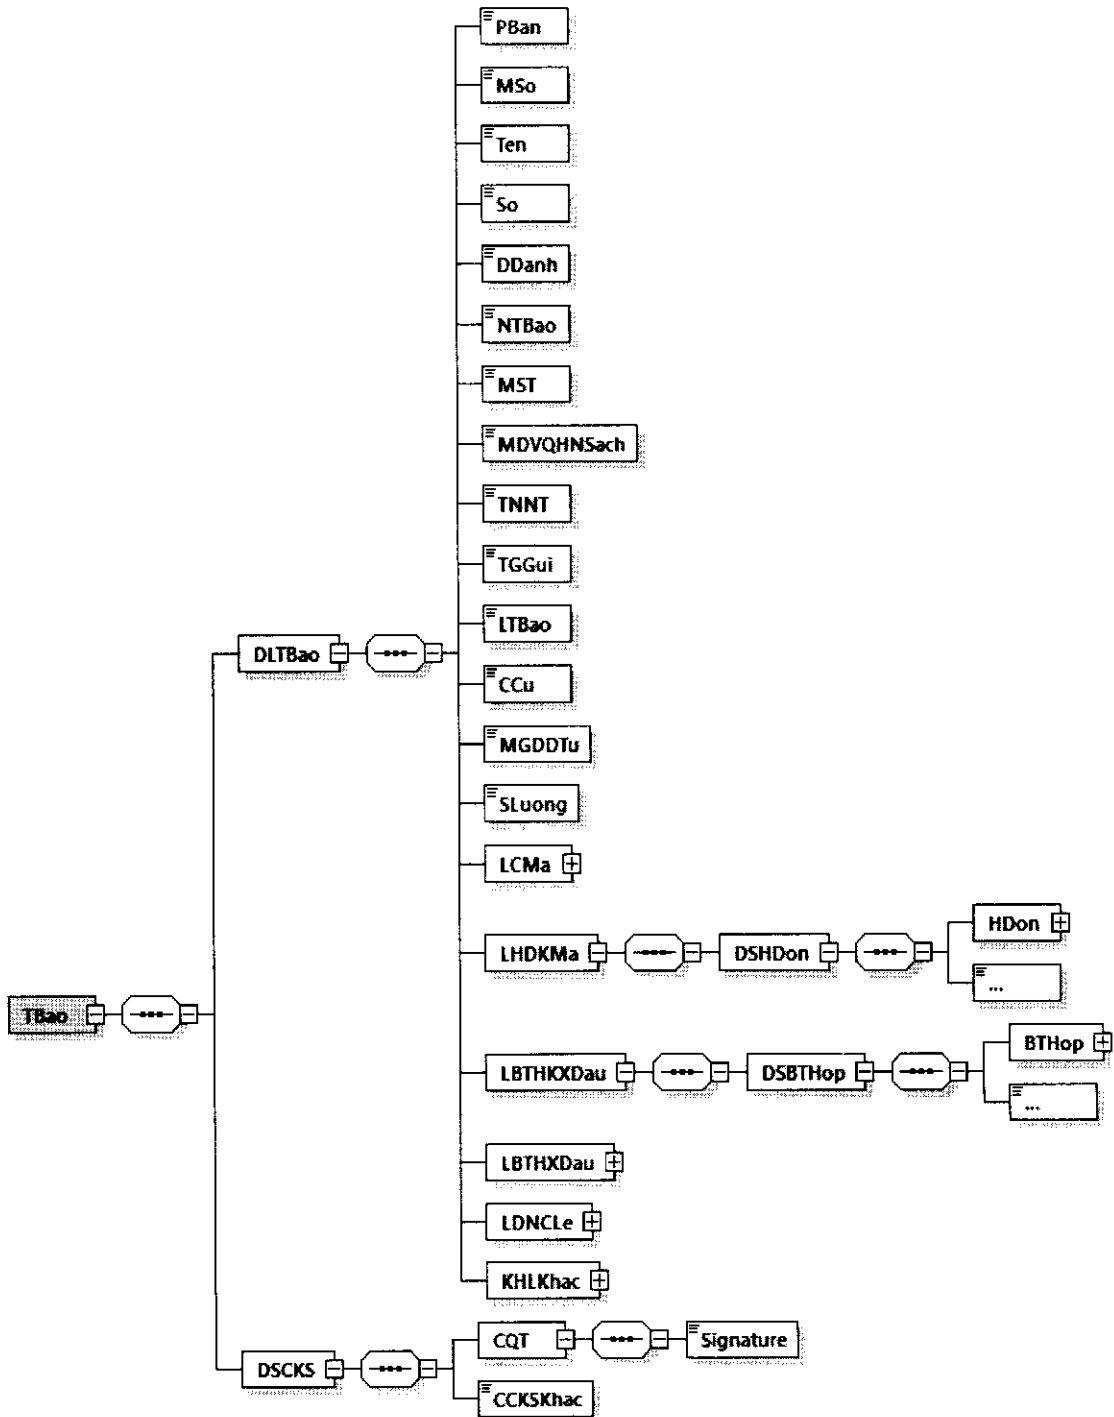 PBan
MSo
Ten
So
DDanh
NTBao
MST
MDVQHNSach
TNNT
TGGui
LTBao
DLTBao
CCu
MGDDTu
SLuong
LCMa
HDon
LHDKMa
DSHDon
...
TBao
BTHop
LBTHKXDau
DSBTHop
...
LBTHXDau
LDNCLe
KHLKhac
CQT
Signature
DSCKS
CCKSKhac